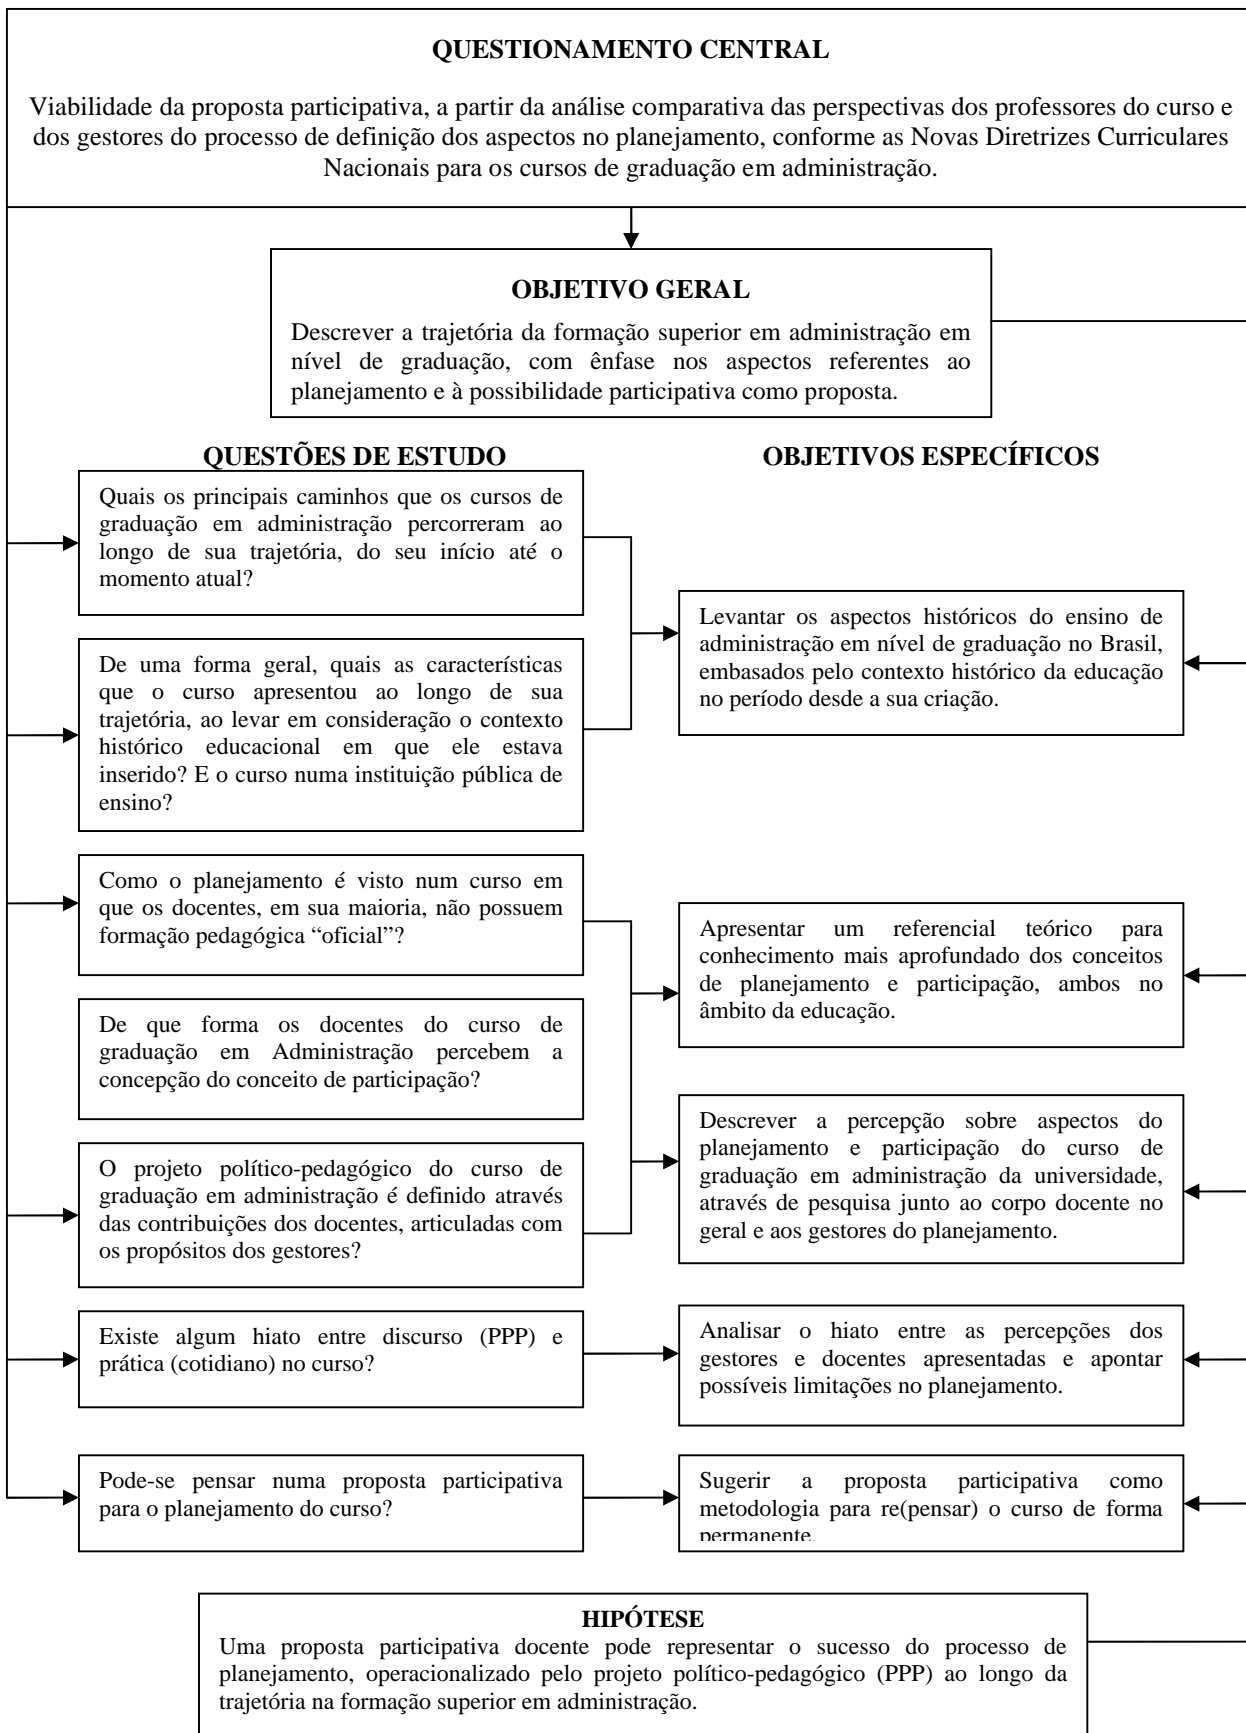 QUESTIONAMENTO CENTRAL
Viabilidade da proposta participativa, a partir da análise comparativa das perspectivas dos professores do curso e
dos gestores do processo de definição dos aspectos no planejamento, conforme as Novas Diretrizes Curriculares
Nacionais para os cursos de graduação em administração.
OBJETIVO GERAL
Descrever a trajetória da formação superior em administração em
nível de graduação, com ênfase nos aspectos referentes ao
planejamento e à possibilidade participativa como proposta.
QUESTÕES DE ESTUDO
Quais os principais caminhos que os cursos de
graduação em administração percorreram ao
longo de sua trajetória, do seu início até o
momento atual?
De uma forma geral, quais as características
que o curso apresentou ao longo de sua
trajetória, ao levar em consideração o contexto
histórico educacional em que ele estava
inserido? E o curso numa instituição pública de
ensino?
Como o planejamento é visto num curso em
que os docentes, em sua maioria, não possuem
formação pedagógica “oficial”?
De que forma os docentes do curso de
graduação em Administração percebem a
concepção do conceito de participação?
O projeto político-pedagógico do curso de
graduação em administração é definido através
das contribuições dos docentes, articuladas com
os propósitos dos gestores?
Existe algum hiato entre discurso (PPP) e
prática (cotidiano) no curso?
Pode-se pensar numa proposta participativa
para o planejamento do curso?
OBJETIVOS ESPECÍFICOS
Levantar os aspectos históricos do ensino de
administração em nível de graduação no Brasil,
embasados pelo contexto histórico da educação
no período desde a sua criação.
Apresentar um referencial teórico para
conhecimento mais aprofundado dos conceitos
de planejamento e participação, ambos no
âmbito da educação.
Descrever a percepção sobre aspectos do
planejamento e participação do curso de
graduação em administração da universidade,
através de pesquisa junto ao corpo docente no
geral e aos gestores do planejamento.
Analisar o hiato entre as percepções dos
gestores e docentes apresentadas e apontar
possíveis limitações no planejamento.
Sugerir a proposta participativa como
metodologia para re(pensar) o curso de forma
permanente.
HIPÓTESE
Uma proposta participativa docente pode representar o sucesso do processo de
planejamento, operacionalizado pelo projeto político-pedagógico (PPP) ao longo da
trajetória na formação superior em administração.